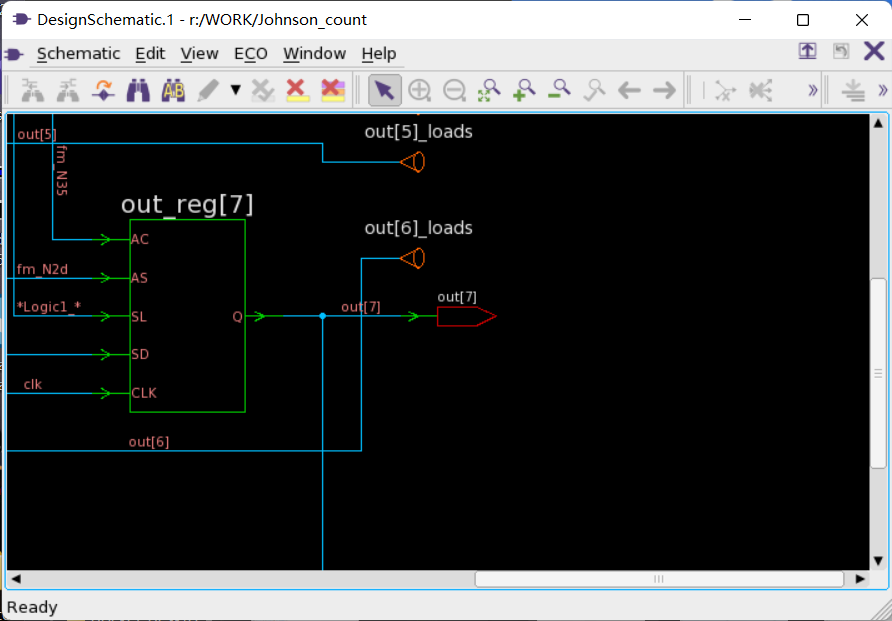 DesignSchematic.1 - r:/WORK/Johnson_count
Schematic Edit View ECO Window Help
AB
» »
out[5]
out[5]_loads
fm_N35
out_reg[7]
out[6]_loads
AC
fm_N2d
AS
out[7]
*Logic1_*
SL
Q
out[7]
SD
clk
CLK
out[6]
Ready